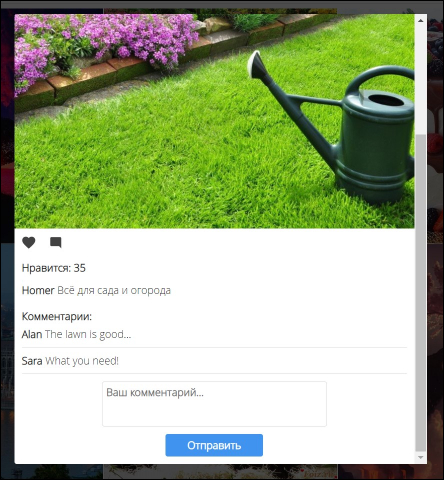 Нравится: 35
Homer Всё для сада и огорода
Комментарии:
Alan The lawn is good...
Sara What you need!
Ваш комментарий...
Отправить